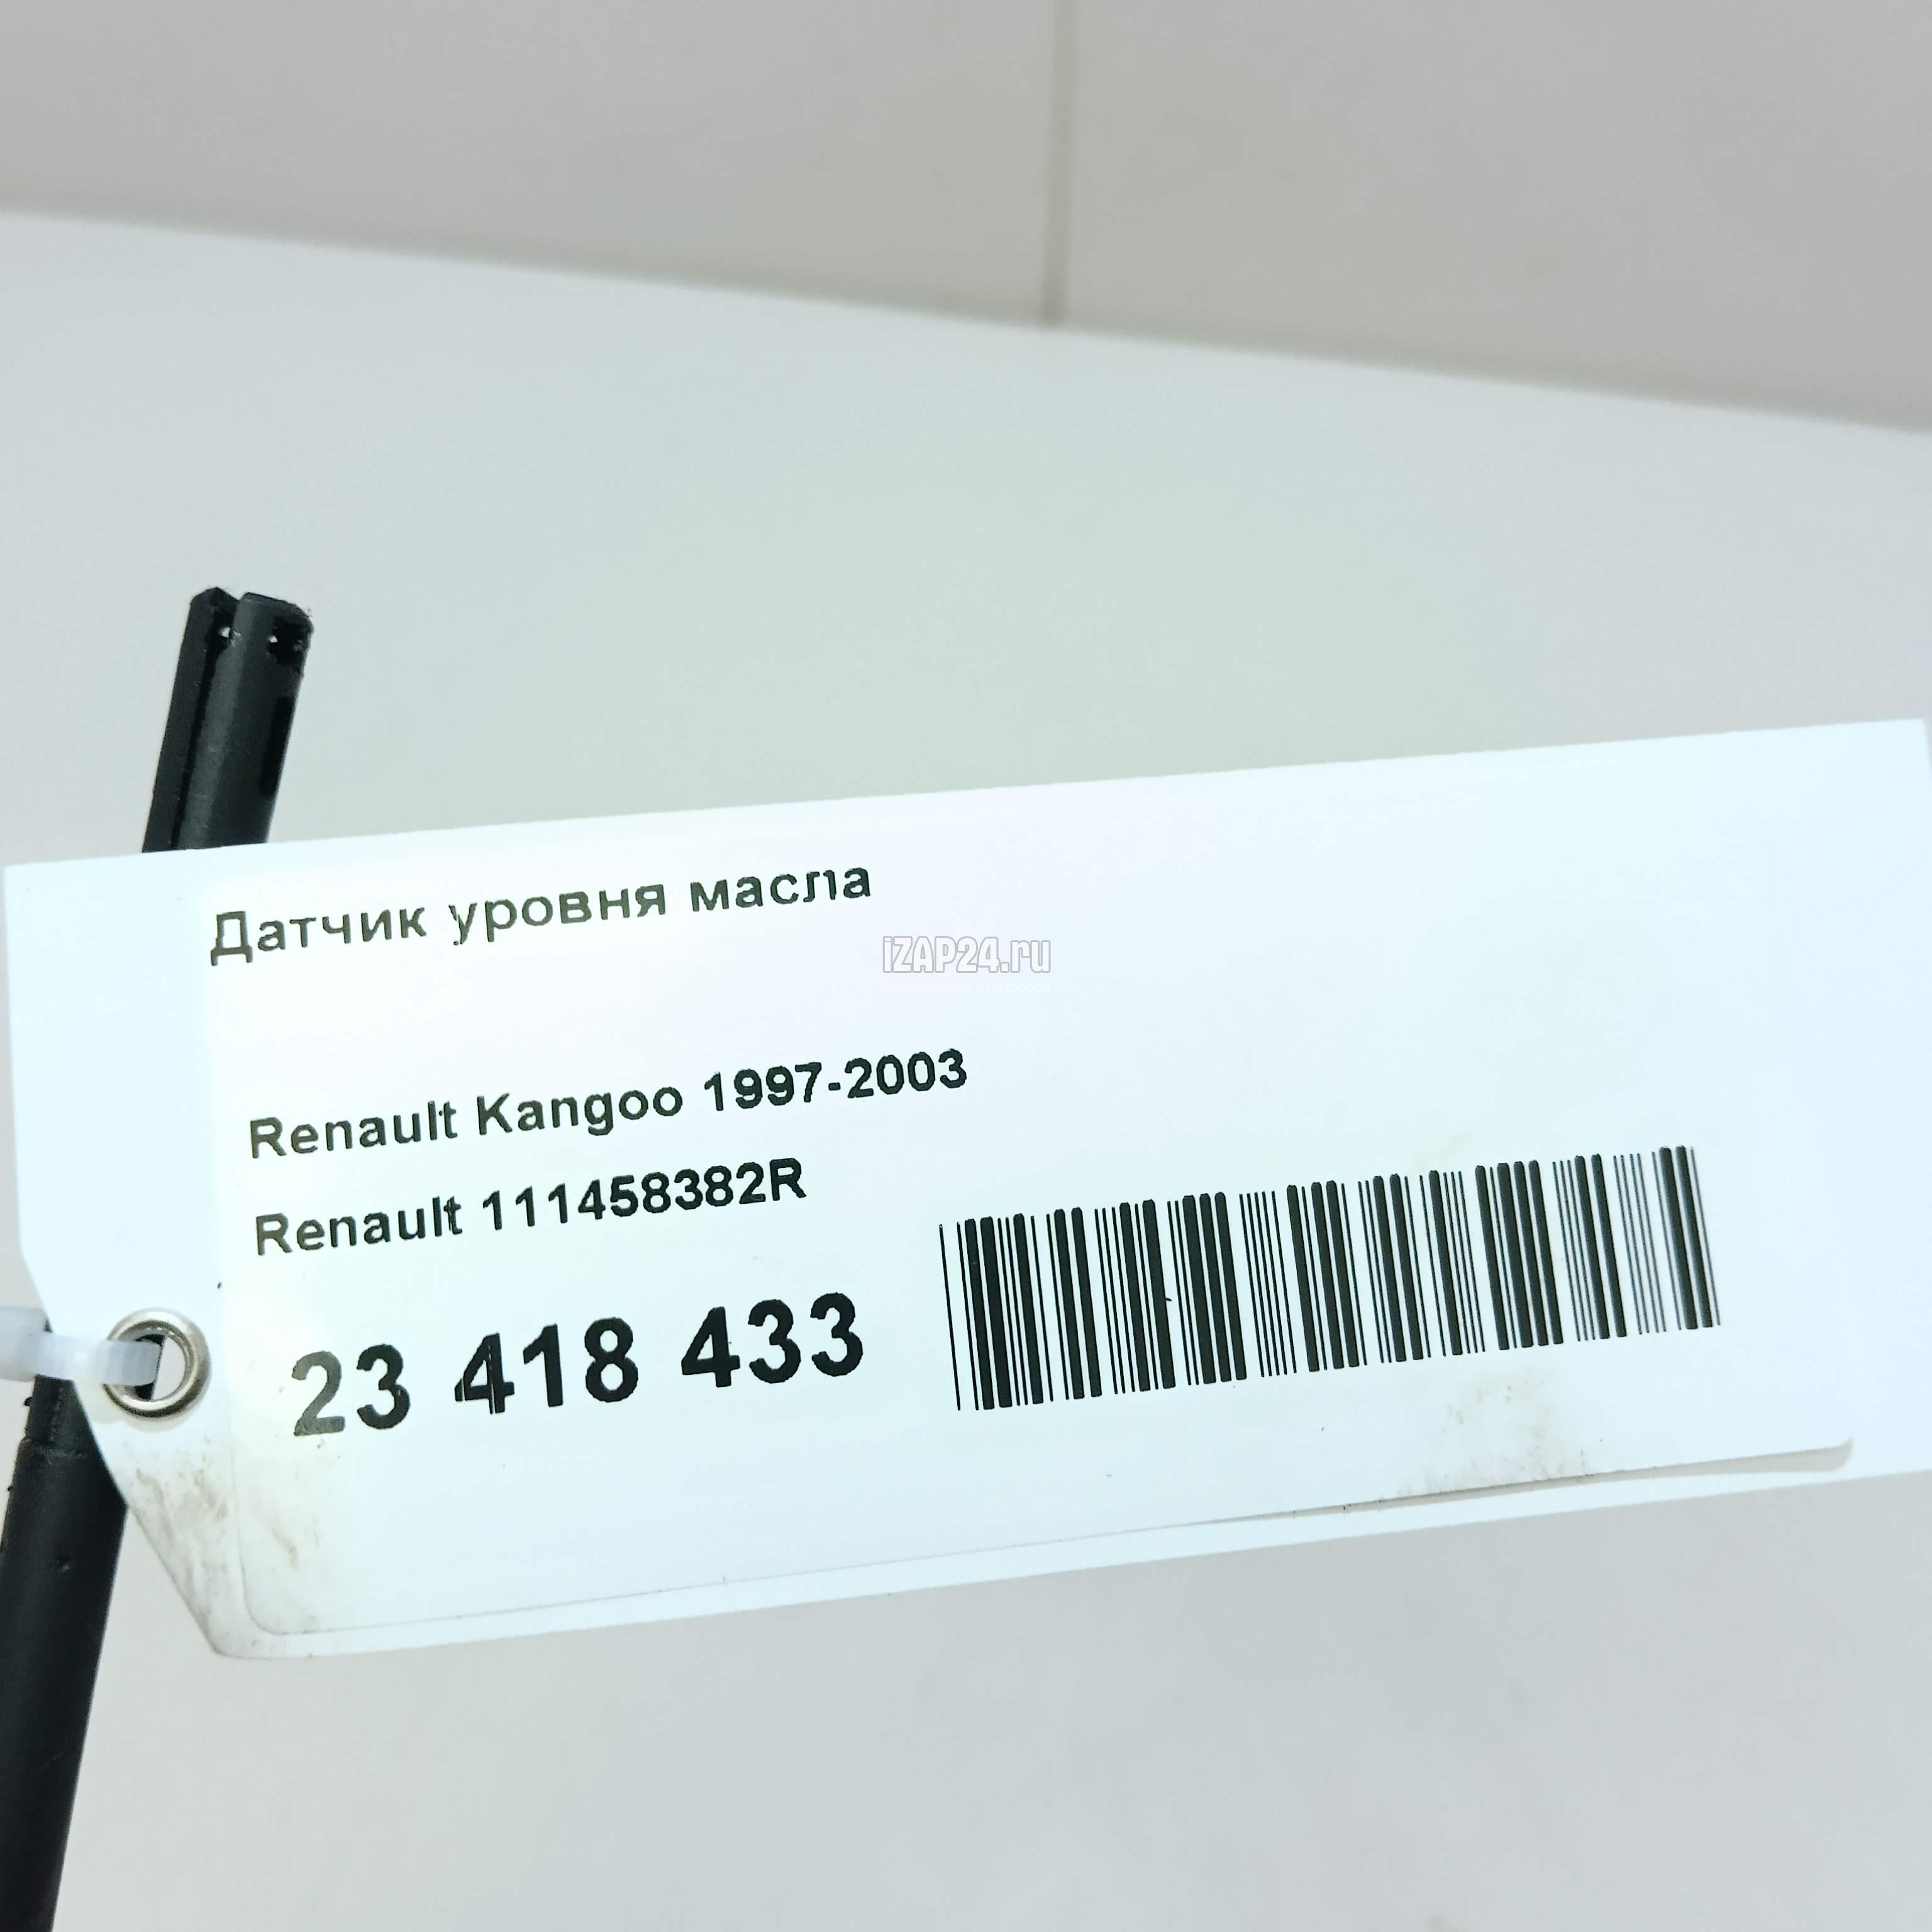 Датчик уровня масла
iZAP24.ru
Renault Kangoo 1997-2003
Renault 111458382R
23 418 433